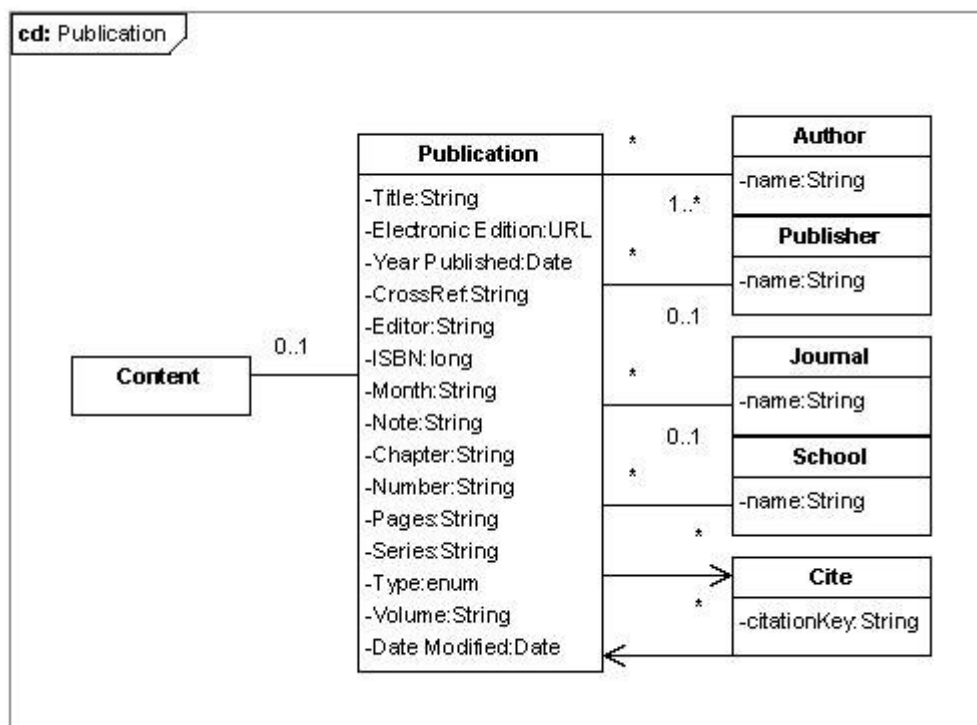 cd: Publication
Publication
-Title:String
-Electronic Edition:URL
-Year Published:Date
-CrossRef:String
-Editor:String
-ISBN:long
-Month:String
-Note:String
-Chapter:String
-Number:String
-Pages:String
-Series:String
-Type:enum
-Volume:String
-Date Modified:Date
Content
0..1
*
1..*
Author
-name:String
*
0..1
Publisher
-name:String
*
0..1
Journal
-name:String
*
School
-name:String
*
*
Cite
-citationKey:String